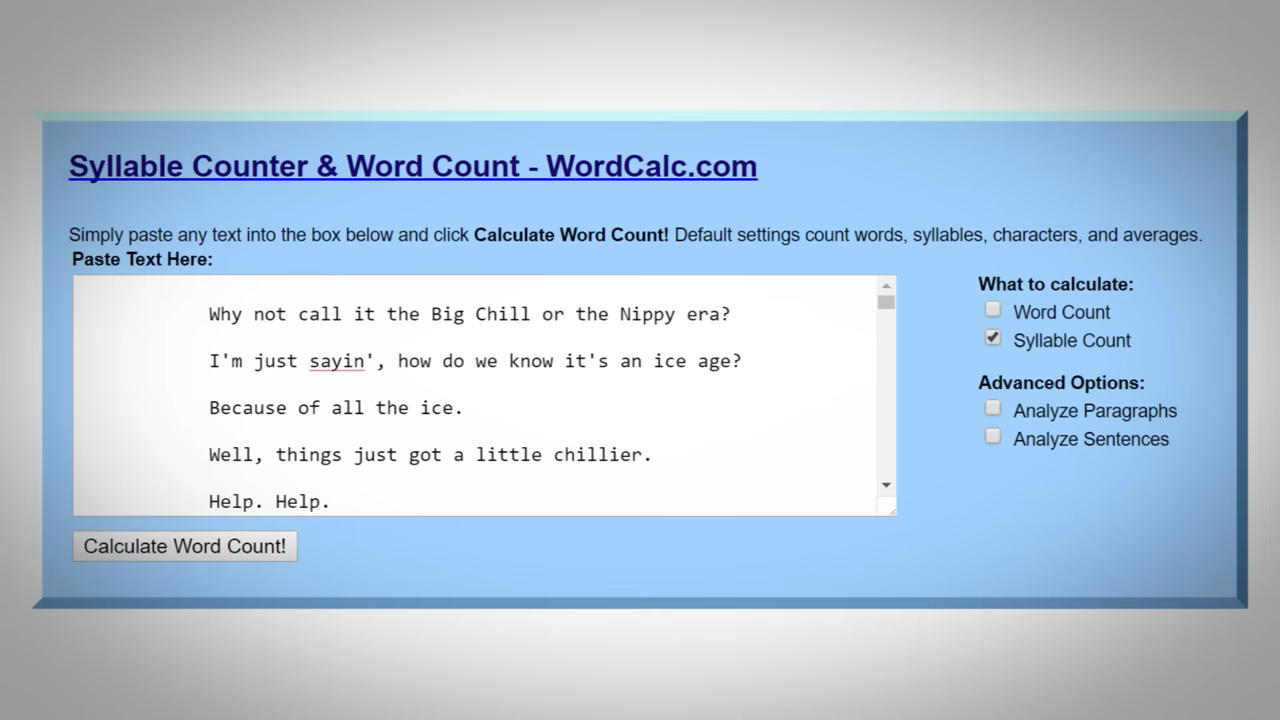 Syllable Counter & Word Count - WordCalc.com
Simply paste any text into the box below and click Calculate Word Count! Default settings count words, syllables, characters, and averages.
Paste Text Here:
Why not call it the Big Chill or the Nippy era?
I'm just sayin', how do we know it's an ice age?
Because of all the ice.
Well, things just got a little chillier.
Help. Help.
Calculate Word Count!
What to calculate:
Word Count
Syllable Count
Advanced Options:
Analyze Paragraphs
Analyze Sentences